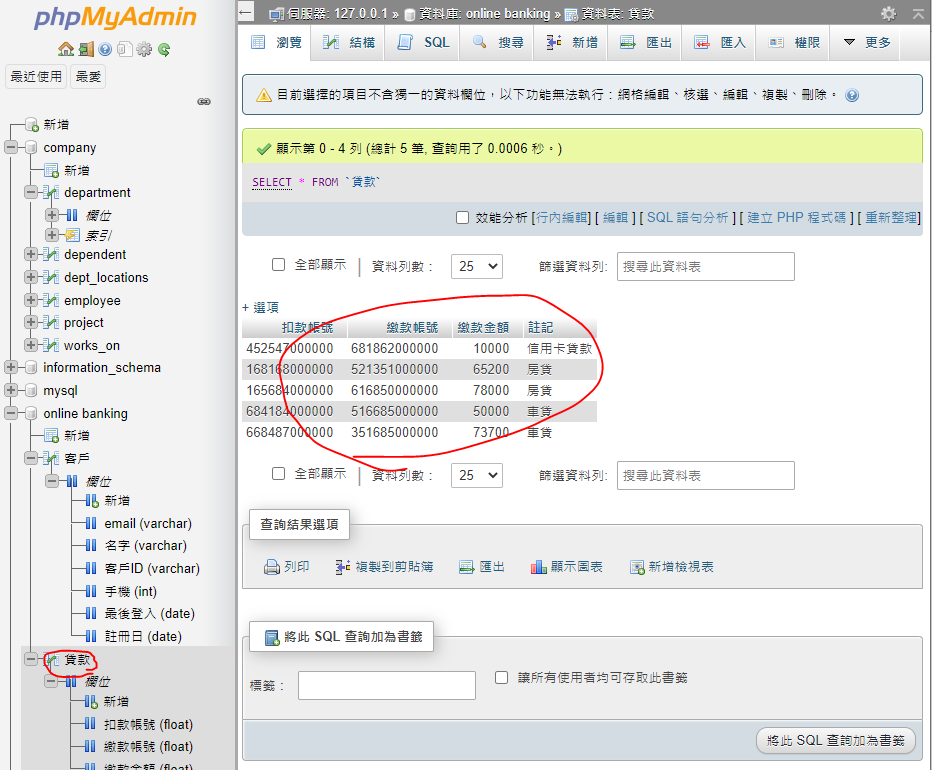 phpMyAdmin
最近使用 最愛
新增
company
新增
department
欄位
索引
dependent
dept_locations
employee
project
works_on
information_schema
mysql
online banking
新增
客戶
欄位
新增
email (varchar)
名字 (varchar)
客戶ID (varchar)
手機 (int)
最後登入 (date)
註冊日 (date)
貸款
欄位
新增
扣款帳號 (float)
繳款帳號 (float)
繳款金額 (float)
伺服器: 127.0.0.1 » 資料庫: online banking » 資料表: 貸款
瀏覽 結構 SQL 搜尋 新增 匯出 匯入 權限 更多
目前選擇的項目不含獨一的資料欄位，以下功能無法執行：網格編輯、核選、編輯、複製、刪除。
顯示第 0 - 4 列 (總計 5 筆, 查詢用了 0.0006 秒。)
SELECT * FROM `貸款`
效能分析 [行內編輯] [ 編輯 ] [ SQL 語句分析 ] [ 建立 PHP 程式碼 ] [ 重新整理]
全部顯示 | 資料列數： 25 篩選資料列: 搜尋此資料表
+ 選項
扣款帳號 繳款帳號 繳款金額 註記
452547000000 681862000000 10000 信用卡貸款
168168000000 521351000000 65200 房貸
165684000000 616850000000 78000 房貸
684184000000 516685000000 50000 車貸
668487000000 351685000000 73700 車貸
全部顯示 | 資料列數： 25 篩選資料列: 搜尋此資料表
查詢結果選項
列印 複製到剪貼簿 匯出 顯示圖表 新增檢視表
將此 SQL 查詢加為書籤
標籤： 讓所有使用者均可存取此書籤
將此 SQL 查詢加為書籤